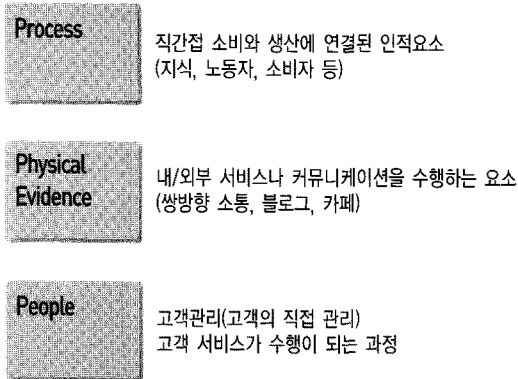 Process
직간접 소비와 생산에 연결된 인적요소
(지식, 노동자, 소비자 등)
Physical
Evidence
내/외부 서비스나 커뮤니케이션을 수행하는 요소
(쌍방향 소통, 블로그, 카페)
People
고객관리(고객의 직접 관리)
고객 서비스가 수행이 되는 과정